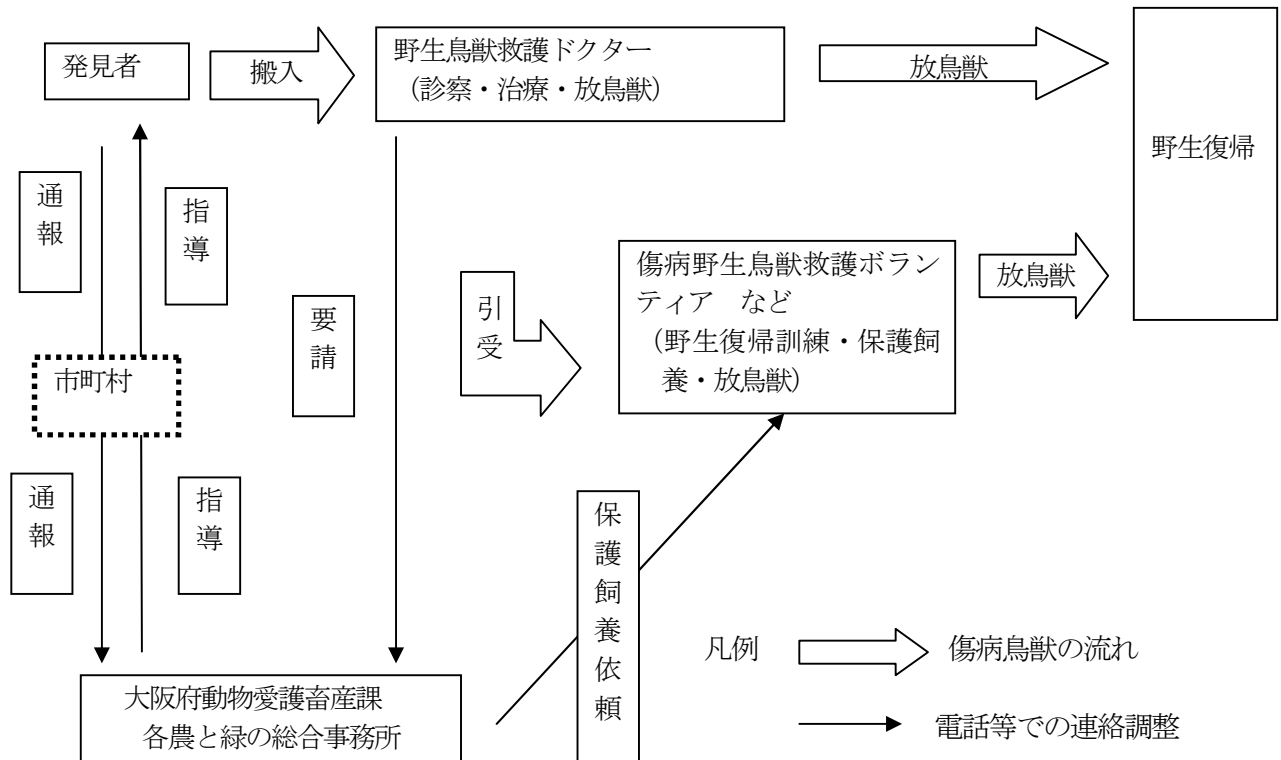 発見者
搬入
野生鳥獣救護ドクター
（診察・治療・放鳥獣）
放鳥獣
野生復帰
通報
指導
要請
引受
傷病野生鳥獣救護ボラン
ティア　など
（野生復帰訓練・保護飼
養・放鳥獣）
放鳥獣
市町村
通報
指導
保護飼養依頼
凡例
傷病鳥獣の流れ
電話等での連絡調整
大阪府動物愛護畜産課
各農と緑の総合事務所